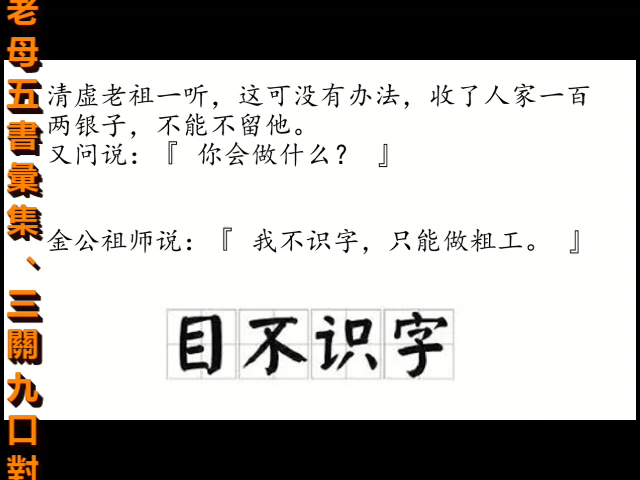 老母五書彙集、三關九口對
清虚老祖一听，这可没有办法，收了人家一百
两银子，不能不留他。
又问说：『 你会做什么？ 』
金公祖师说：『 我不识字，只能做粗工。 』
目不识字